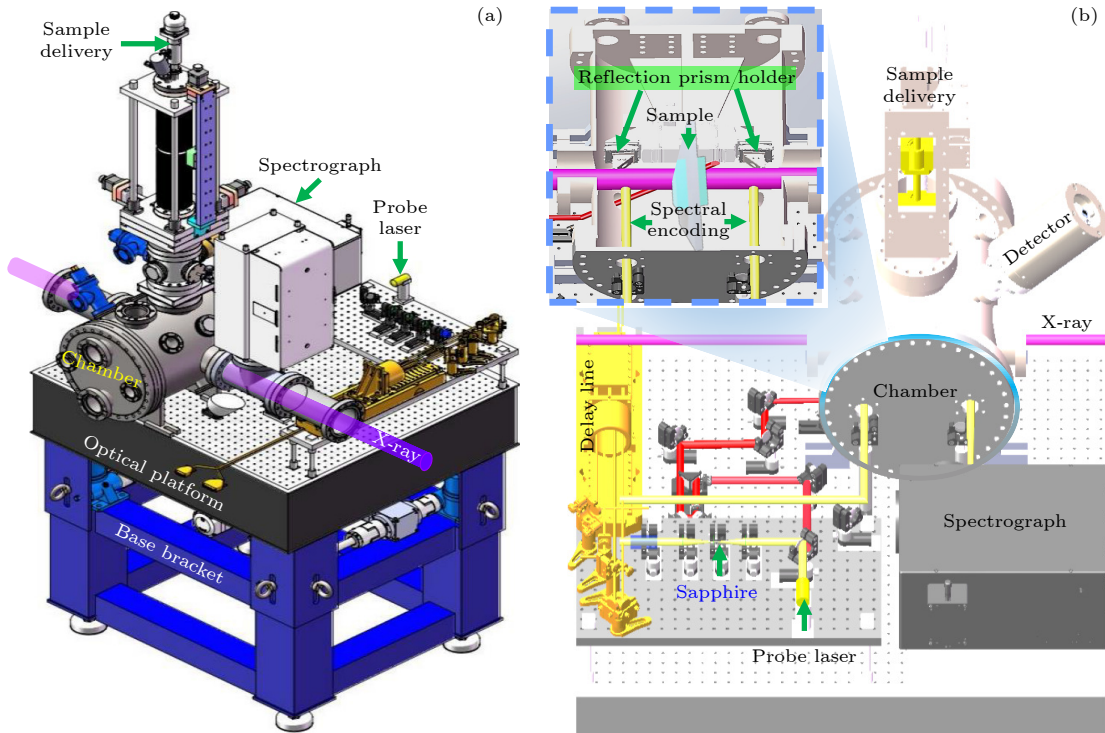 (a)
Sample
delivery
Spectrograph
Probe
laser
Chamber
X-ray
Optical platform
Base bracket
(b)
Reflection prism holder
Sample
Spectral
encoding
Sample
delivery
Detector
X-ray
Delay line
Chamber
Spectrograph
Sapphire
Probe laser